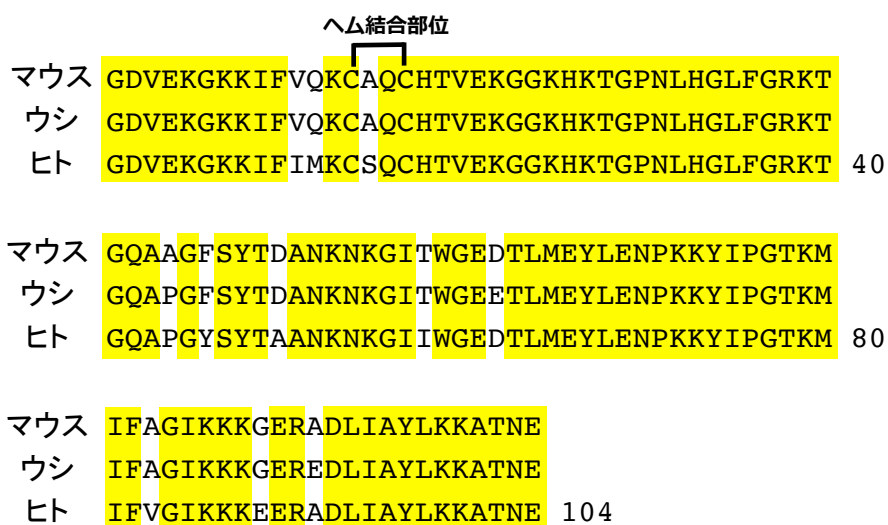 ヘム結合部位
マウス GDVEKGKKIFVQKCAQCHTVEKGGKHKTGPNLHGLFGRKT
ウシ GDVEKGKKIFVQKCAQCHTVEKGGKHKTGPNLHGLFGRKT
ヒト GDVEKGKKIFIMKCSQCHTVEKGGKHKTGPNLHGLFGRKT 40
マウス GQAAGFSYTDANKNKGITWGEDTLMEYLENPKKYIPGTKM
ウシ GQAPGFSYTDANKNKGITWGEETLMEYLENPKKYIPGTKM
ヒト GQAPGYSYTAANKNKGIIWGEDTLMEYLENPKKYIPGTKM 80
マウス IFAGIKKKGERADLIAYLKKATNE
ウシ IFAGIKKKGEREDLIAYLKKATNE
ヒト IFVGIKKKEERADLIAYLKKATNE 104